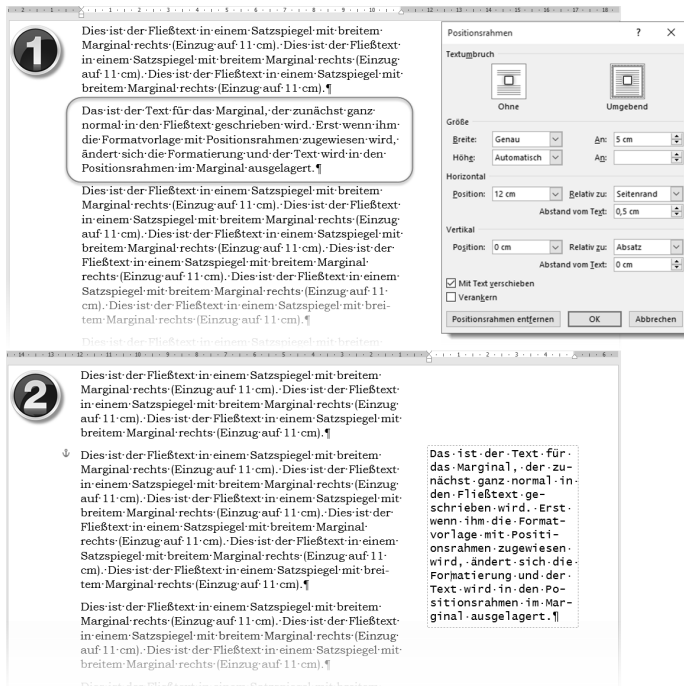 1
Dies ist der Fließtext in einem Satzspiegel mit breitem
Marginal rechts (Einzug auf 11 cm). Dies ist der Fließtext
in einem Satzspiegel mit breitem Marginal rechts (Einzug
auf 11 cm). Dies ist der Fließtext in einem Satzspiegel mit
breitem Marginal rechts (Einzug auf 11 cm).¶
Das ist der Text für das Marginal, der zunächst ganz
normal in den Fließtext geschrieben wird. Erst wenn ihm
die Formatvorlage mit Positionsrahmen zugewiesen wird,
ändert sich die Formatierung und der Text wird in den
Positionsrahmen im Marginal ausgelagert.¶
Dies ist der Fließtext in einem Satzspiegel mit breitem
Marginal rechts (Einzug auf 11 cm). Dies ist der Fließtext
in einem Satzspiegel mit breitem Marginal rechts (Einzug
auf 11 cm). Dies ist der Fließtext in einem Satzspiegel mit
breitem Marginal rechts (Einzug auf 11 cm). Dies ist der
Fließtext in einem Satzspiegel mit breitem Marginal
rechts (Einzug auf 11 cm). Dies ist der Fließtext in einem
Satzspiegel mit breitem Marginal rechts (Einzug auf 11
cm). Dies ist der Fließtext in einem Satzspiegel mit brei-
tem Marginal rechts (Einzug auf 11 cm).¶
Dies ist der Fließtext in einem Satzspiegel mit breitem
Positionsrahmen ? ×
Textumbruch
Ohne Umgebend
Größe
Breite: Genau An: 5 cm
Höhe: Automatisch An:
Horizontal
Position: 12 cm Relativ zu: Seitenrand
Abstand vom Text: 0,5 cm
Vertikal
Position: 0 cm Relativ zu: Absatz
Abstand vom Text: 0 cm
Mit Text verschieben
Verankern
Positionsrahmen entfernen OK Abbrechen
2
Dies ist der Fließtext in einem Satzspiegel mit breitem
Marginal rechts (Einzug auf 11 cm). Dies ist der Fließtext
in einem Satzspiegel mit breitem Marginal rechts (Einzug
auf 11 cm). Dies ist der Fließtext in einem Satzspiegel mit
breitem Marginal rechts (Einzug auf 11 cm).¶
Dies ist der Fließtext in einem Satzspiegel mit breitem
Marginal rechts (Einzug auf 11 cm). Dies ist der Fließtext
in einem Satzspiegel mit breitem Marginal rechts (Einzug
auf 11 cm). Dies ist der Fließtext in einem Satzspiegel mit
breitem Marginal rechts (Einzug auf 11 cm). Dies ist der
Fließtext in einem Satzspiegel mit breitem Marginal
rechts (Einzug auf 11 cm). Dies ist der Fließtext in einem
Satzspiegel mit breitem Marginal rechts (Einzug auf 11
cm). Dies ist der Fließtext in einem Satzspiegel mit brei-
tem Marginal rechts (Einzug auf 11 cm).¶
Dies ist der Fließtext in einem Satzspiegel mit breitem
Marginal rechts (Einzug auf 11 cm). Dies ist der Fließtext
in einem Satzspiegel mit breitem Marginal rechts (Einzug
auf 11 cm). Dies ist der Fließtext in einem Satzspiegel mit
breitem Marginal rechts (Einzug auf 11 cm).¶
Das ist der Text für
das Marginal, der zu-
nächst ganz normal in
den Fließtext ge-
schrieben wird. Erst
wenn ihm die Format-
vorlage mit Positi-
onsrahmen zugewiesen
wird, ändert sich die
Formatierung und der
Text wird in den Po-
sitionsrahmen im Mar-
ginal ausgelagert.¶